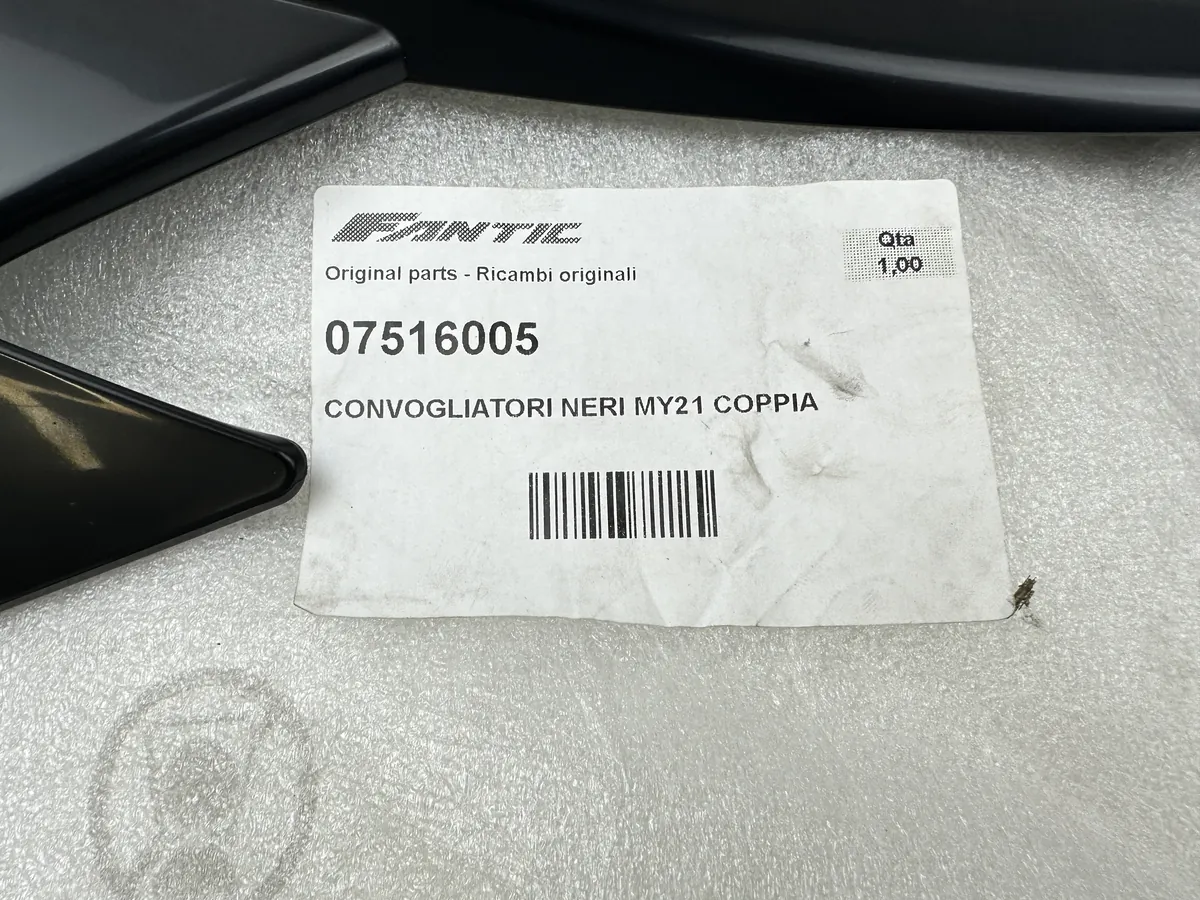 FANTIC
Original parts - Ricambi originali
Qta
1,00
07516005
CONVOGLIATORI NERI MY21 COPPIA